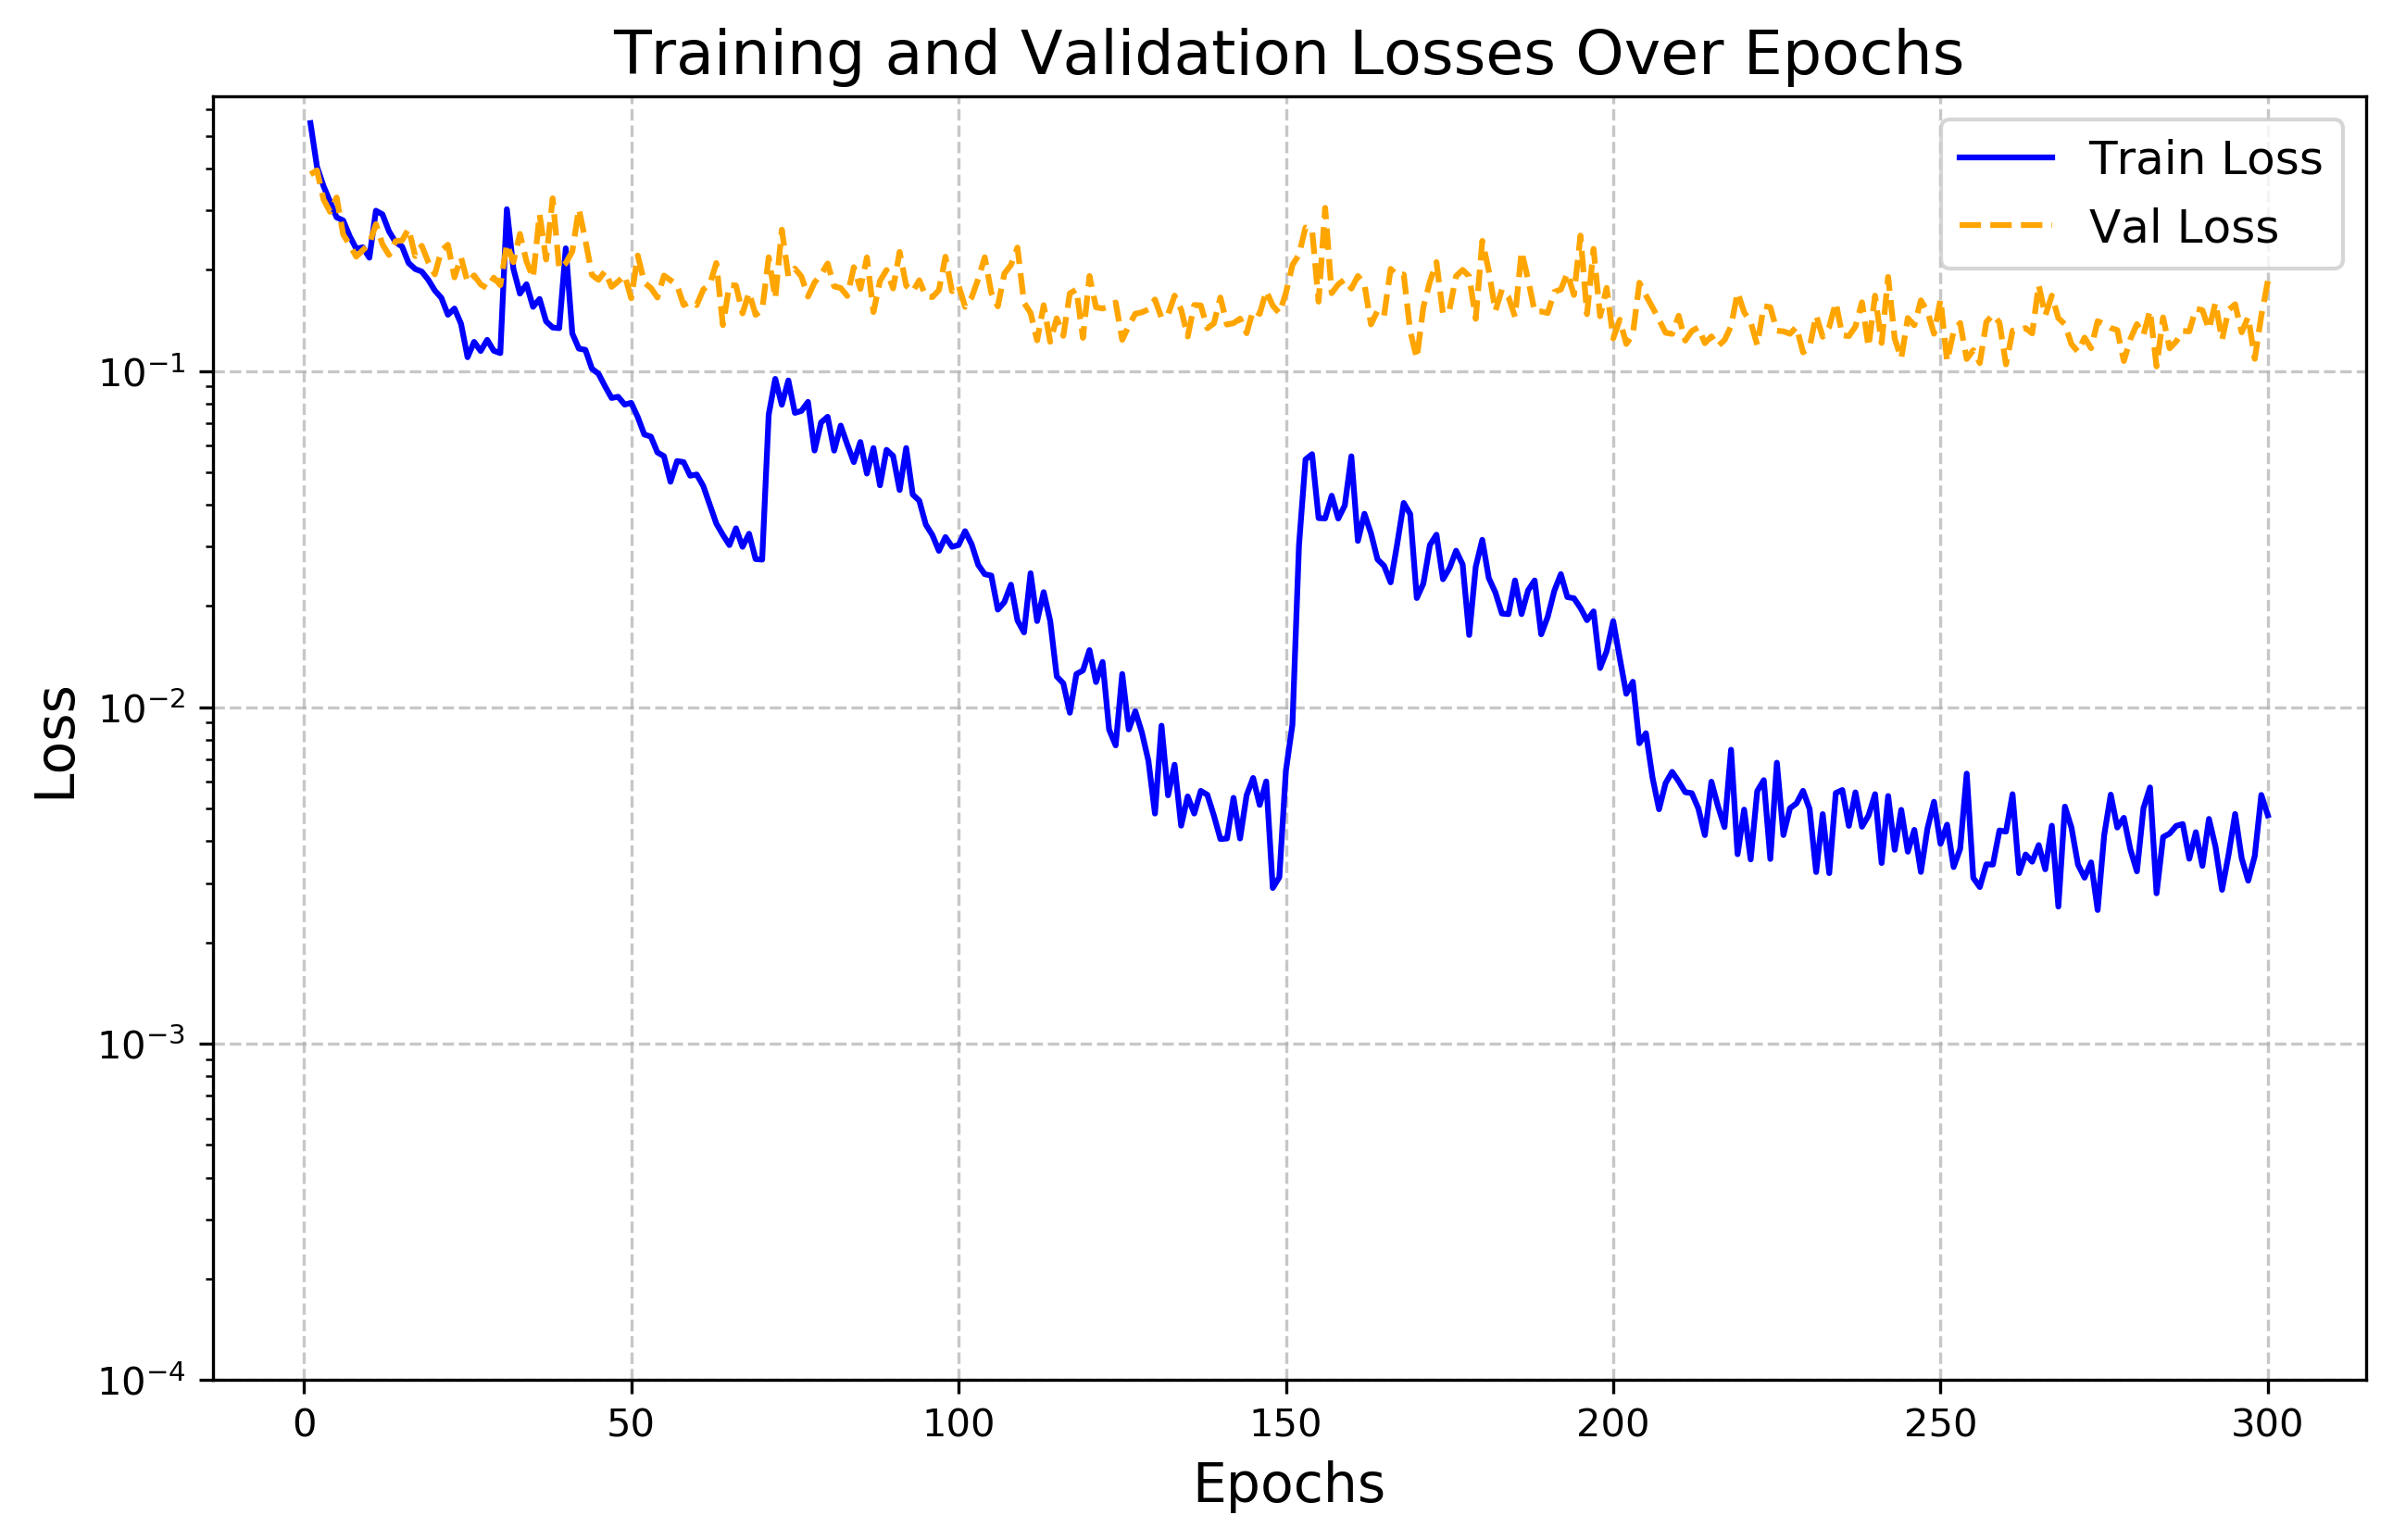 Training and Validation Losses Over Epochs
Train Loss
Val Loss
10⁻¹
10⁻²
10⁻³
10⁻⁴
Loss
0 50 100 150 200 250 300
Epochs